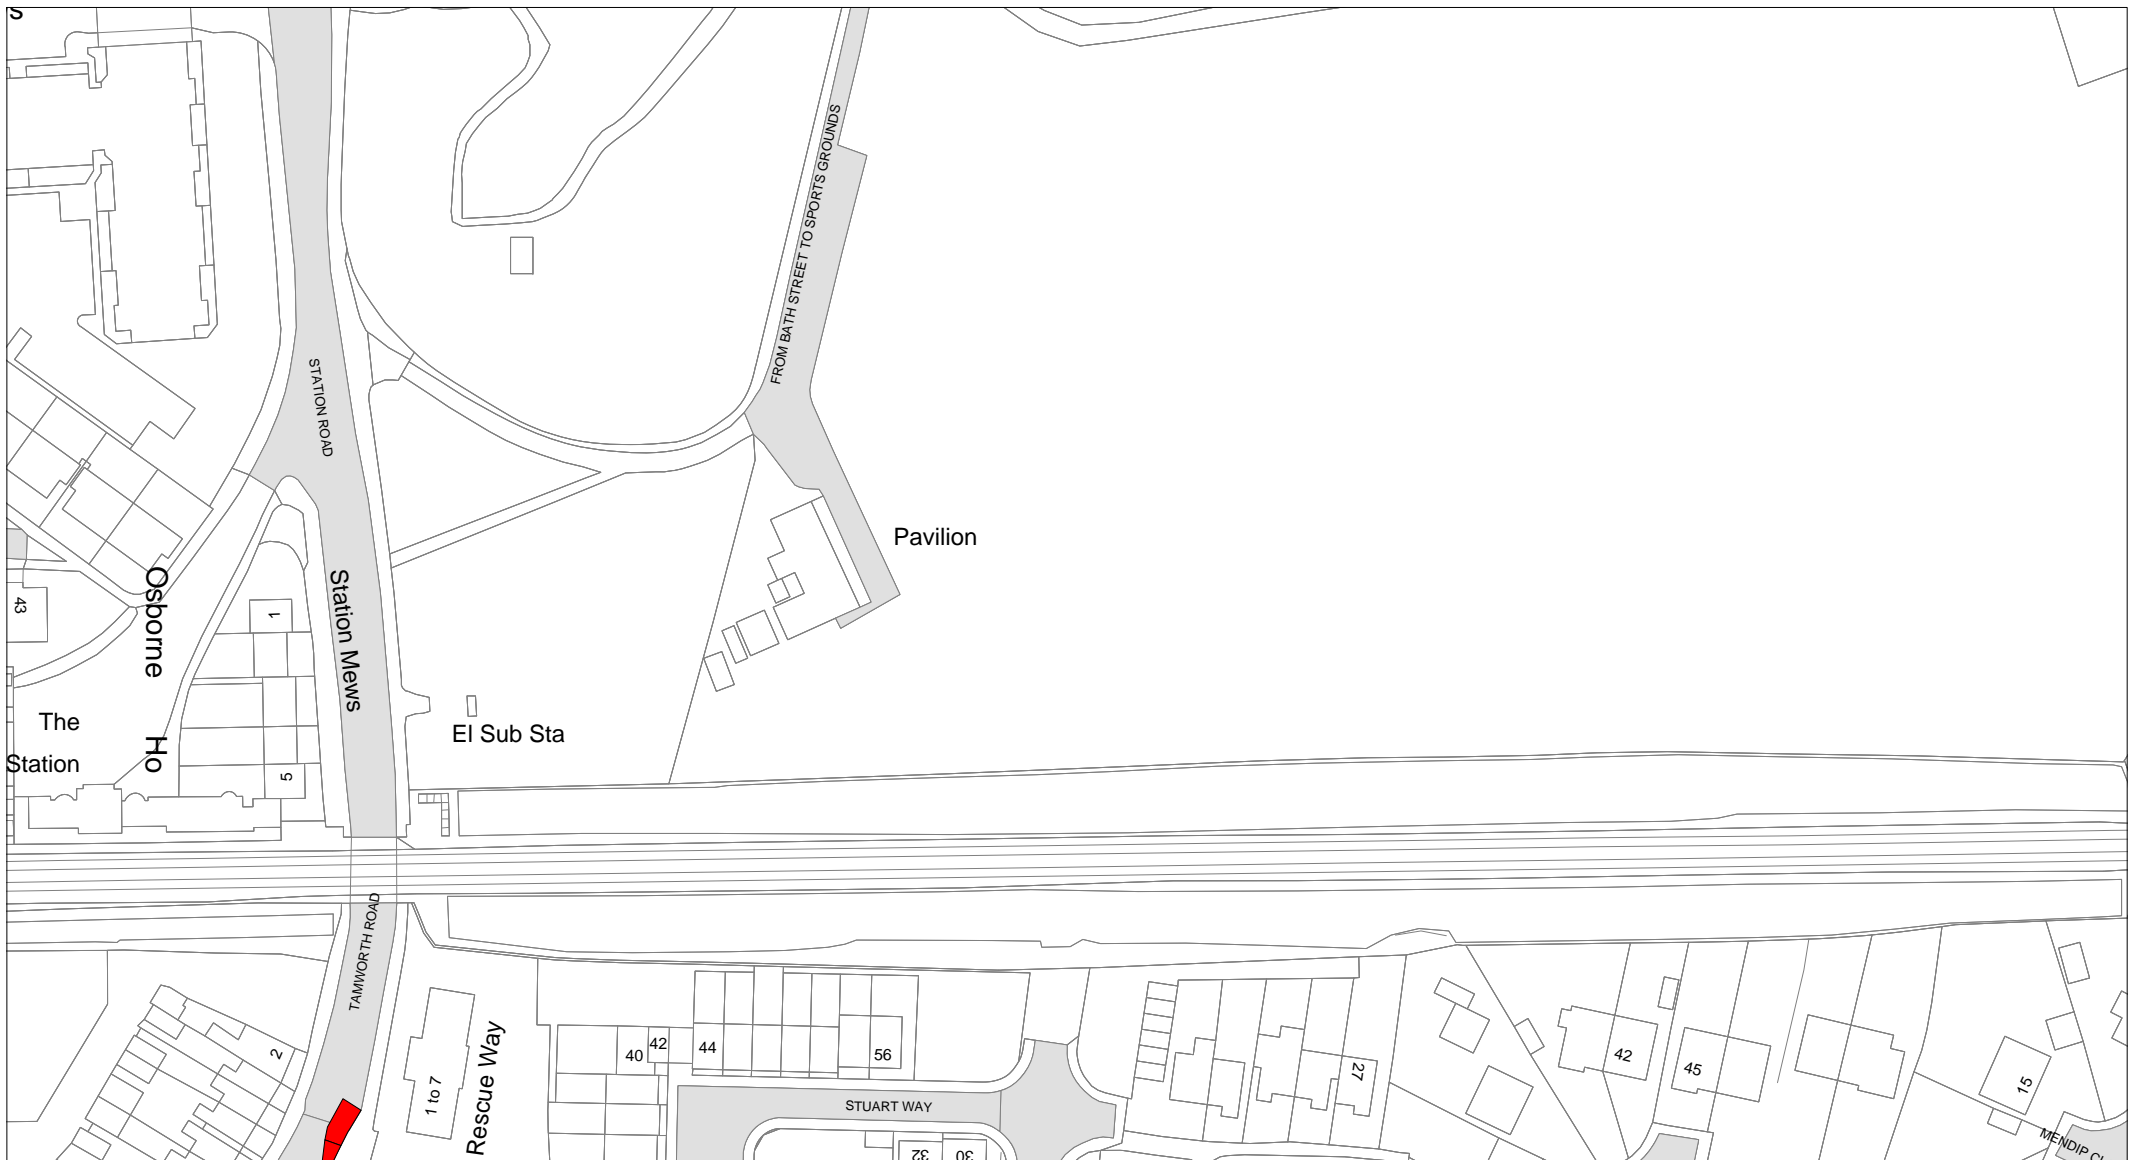 S
FROM BATH STREET TO SPORTS GROUNDS
STATION ROAD
Pavilion
43
Osborne Ho
1
Station Mews
The
Station
El Sub Sta
5
TAMWORTH ROAD
2
1 to 7
Rescue Way
40
42
44
56
STUART WAY
32
30
27
42
45
15
MENDIP CL